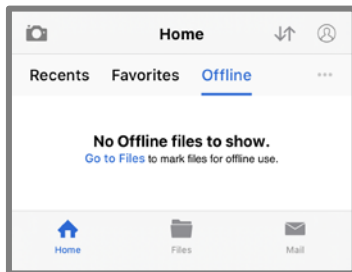 Home
Recents Favorites Offline
No Offline files to show.
Go to Files to mark files for offline use.
Home Files Mail